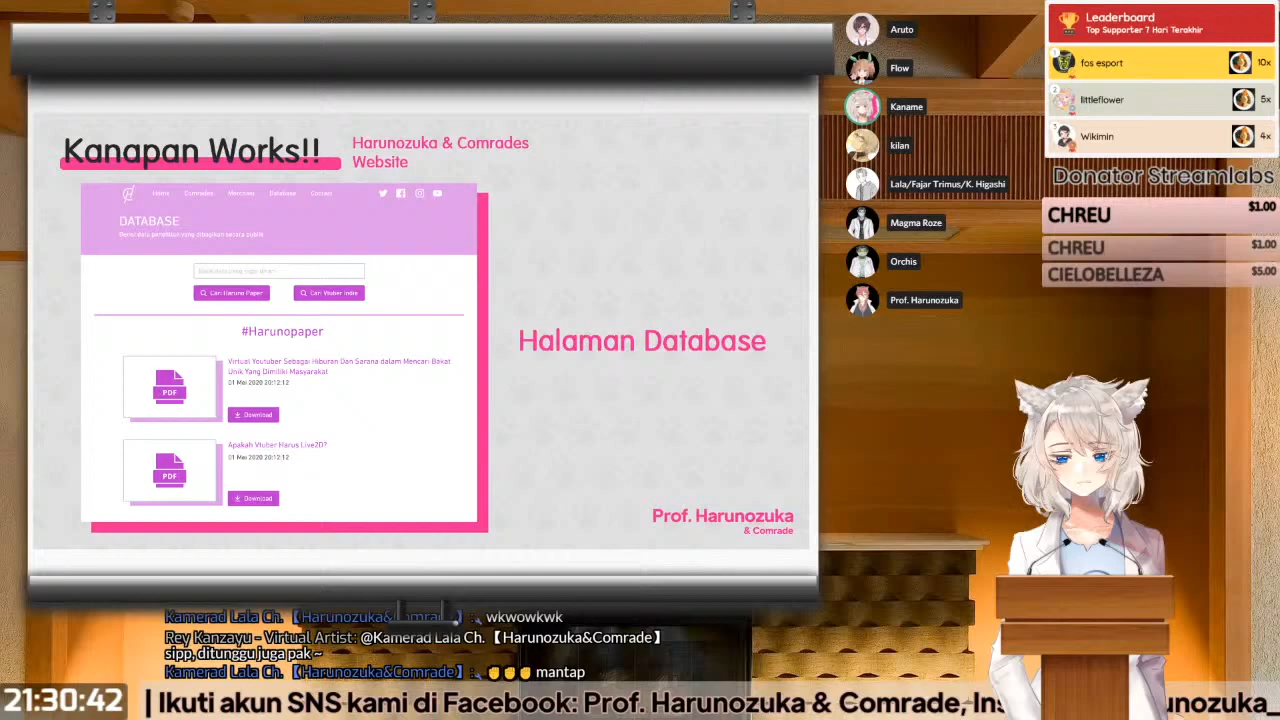 Kanapan Works!!
Harunozuka & Comrades
Website
Home
Comrades
Database
DATABASE
Cari Haruno Paper
Cari Vtuber Indie
#Harunopaper
Virtual Youtuber Sebagai Hiburan Dan Sarana dalam Mencari Bakat
Unik Yang Dimiliki Masyarakat
01 Mei 2020 20:12:12
PDF
Download
Apakah Vtuber Harus Live2D?
01 Mei 2020 20:12:12
PDF
Download
Halaman Database
Prof. Harunozuka
& Comrade
Aruto
Flow
Kaname
kilan
Lala/Fajar Trimus/K. Higashi
Magma Roze
Orchis
Prof. Harunozuka
Leaderboard
Top Supporter 7 Hari Terakhir
1 fos esport 10x
2 littleflower 5x
3 Wikimin 4x
Donator Streamlabs
CHREU $1.00
CHREU $1.00
CIELOBELLEZA $5.00
Kamerad Lala Ch.【Harunozuka& 】: wkwowkwk
Rey Kanzayu - Virtual Artist: @Kamerad Lala Ch.【Harunozuka&Comrade】
sipp, ditunggu juga pak ~
Kamerad Lala Ch.【Harunozuka&Comrade】: ✊✊✊ mantap
21:30:42
| Ikuti akun SNS kami di Facebook: Prof. Harunozuka & Comrade, Ins unozuka_